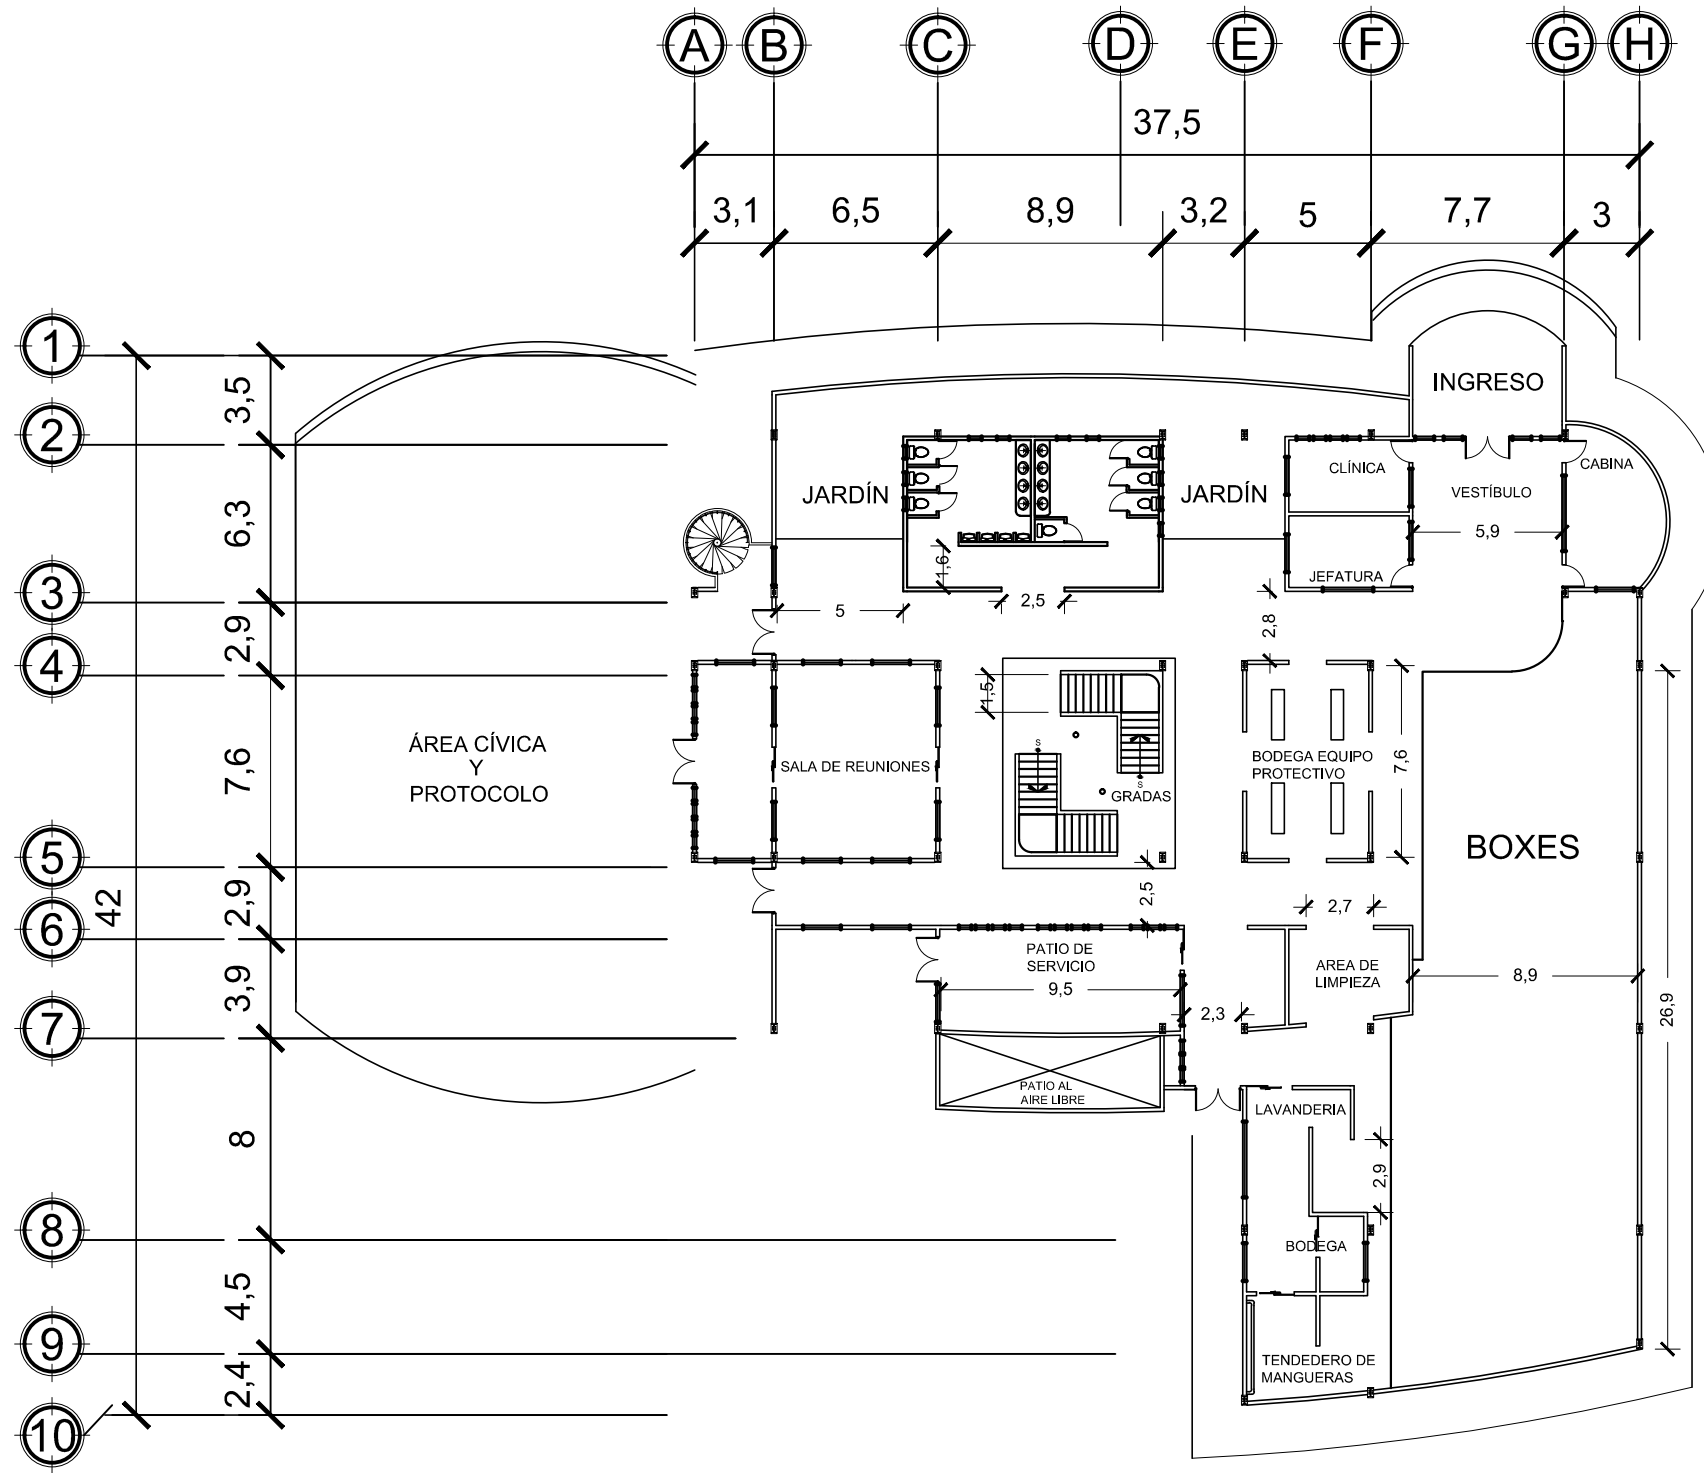 A B C D E F G H
37,5
3,1 6,5 8,9 3,2 5 7,7 3
1
2
3
4
5
6
7
8
9
10
42
3,5
6,3
2,9
7,6
2,9
3,9
8
4,5
2,4
INGRESO
CLÍNICA
CABINA
JARDÍN
JARDÍN
VESTÍBULO
5,9
1,6
JEFATURA
5
2,5
2,8
1,5
ÁREA CÍVICA
Y
PROTOCOLO
SALA DE REUNIONES
S
S
GRADAS
BODEGA EQUIPO
PROTECTIVO
7,6
BOXES
2,5
2,7
PATIO DE
SERVICIO
9,5
AREA DE
LIMPIEZA
8,9
2,3
26,9
PATIO AL
AIRE LIBRE
LAVANDERIA
2,9
BODEGA
TENDEDERO DE
MANGUERAS